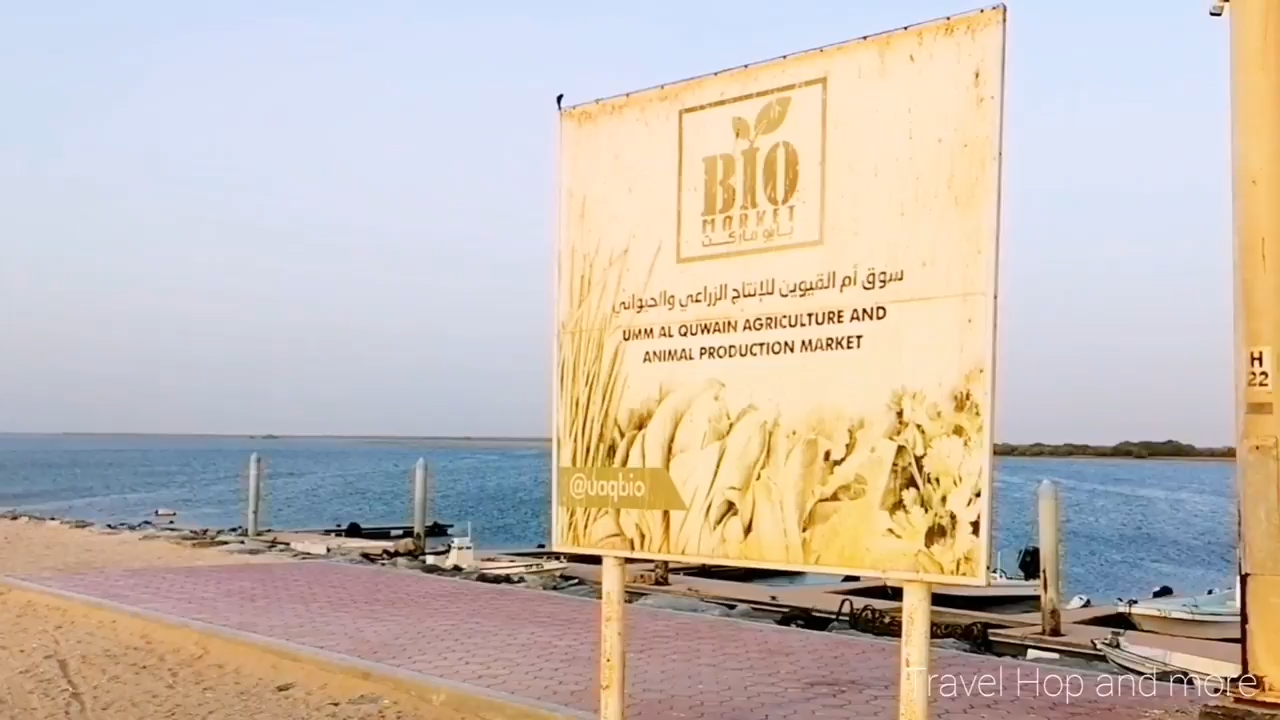 BIO
MARKET
بايو ماركت
سوق أم القيوين للإنتاج الزراعي والحيواني
UMM AL QUWAIN AGRICULTURE AND
ANIMAL PRODUCTION MARKET
@uaqbio
H
22
Travel Hop and more